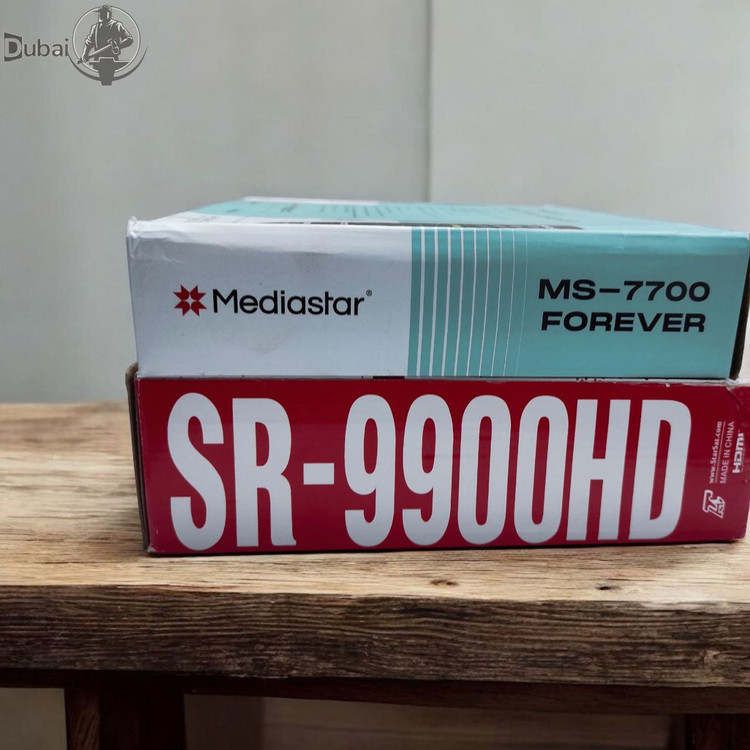 Dubai
Mediastar®
MS-7700
FOREVER
SR-9900HD
www.StarSat.com
MADE IN CHINA
HDMI